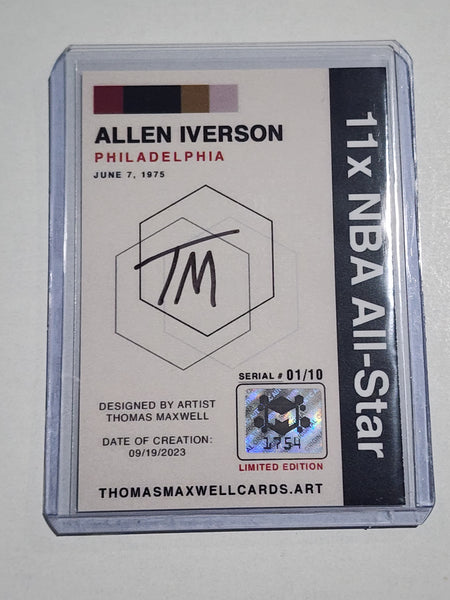 ALLEN IVERSON
PHILADELPHIA
JUNE 7, 1975
11x NBA All-Star
TM
SERIAL # 01/10
DESIGNED BY ARTIST
THOMAS MAXWELL
DATE OF CREATION:
09/19/2023
M
1754
LIMITED EDITION
THOMASMAXWELLCARDS.ART